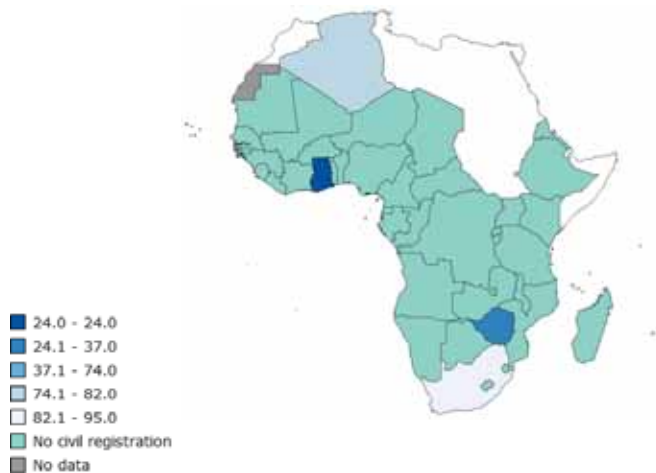 24.0 - 24.0
24.1 - 37.0
37.1 - 74.0
74.1 - 82.0
82.1 - 95.0
No civil registration
No data